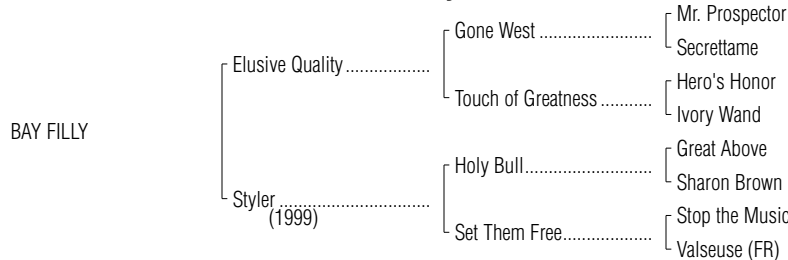 Mr. Prospector
Gone West ........................
Secrettame
Elusive Quality ..................
Hero's Honor
Touch of Greatness ...........
Ivory Wand
BAY FILLY
Great Above
Holy Bull...........................
Sharon Brown
Styler ................................
(1999)
Stop the Music
Set Them Free...................
Valseuse (FR)